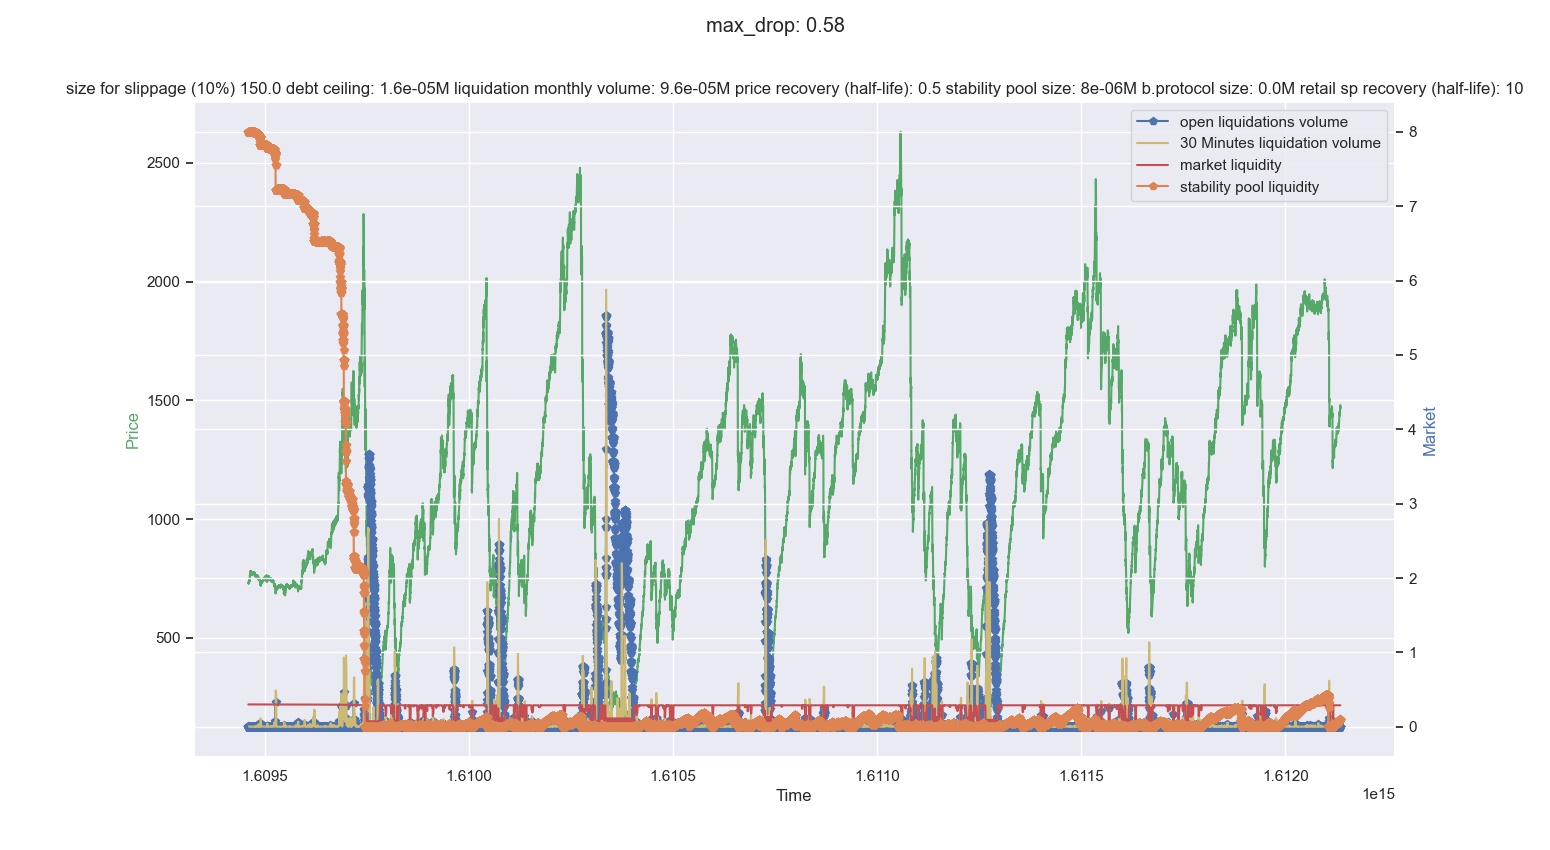 max_drop: 0.58
size for slippage (10%) 150.0 debt ceiling: 1.6e-05M liquidation monthly volume: 9.6e-05M price recovery (half-life): 0.5 stability pool size: 8e-06M b.protocol size: 0.0M retail sp recovery (half-life): 10
open liquidations volume
30 Minutes liquidation volume
market liquidity
stability pool liquidity
2500
2000
1500
1000
500
Price
8
7
6
5
4
3
2
1
0
Market
1.6095
1.6100
1.6105
1.6110
1.6115
1.6120
1e15
Time